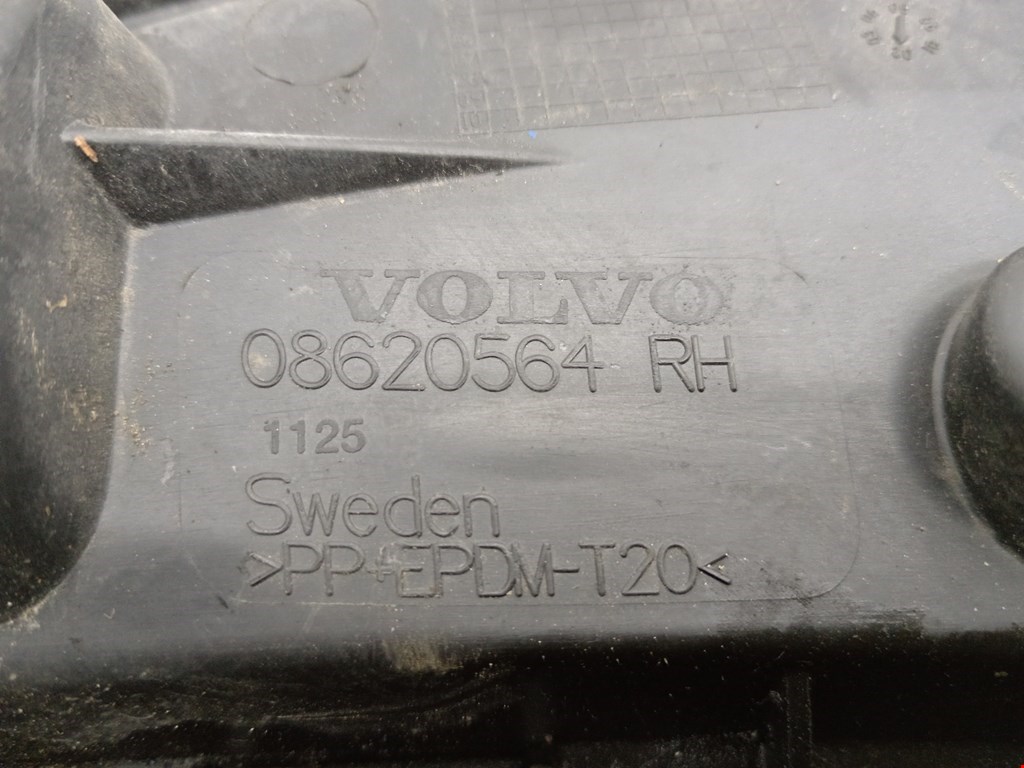 VOLVO
08620564 RH
1125
Sweden
>PP+EPDM-T20<